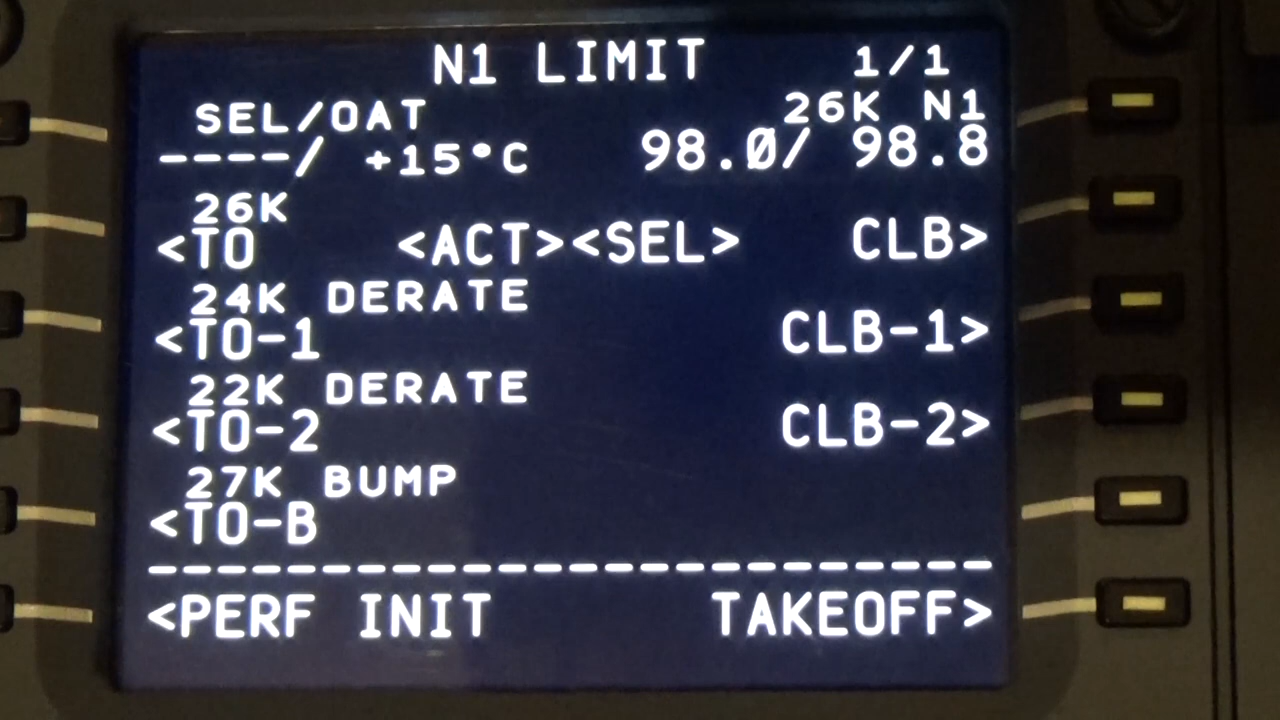 N1 LIMIT 1/1
SEL/OAT 26K N1
----/ +15°C 98.0/ 98.8
26K
<TO <ACT><SEL> CLB>
24K DERATE
<TO-1 CLB-1>
22K DERATE
<TO-2 CLB-2>
27K BUMP
<TO-B
------------------------
<PERF INIT TAKEOFF>